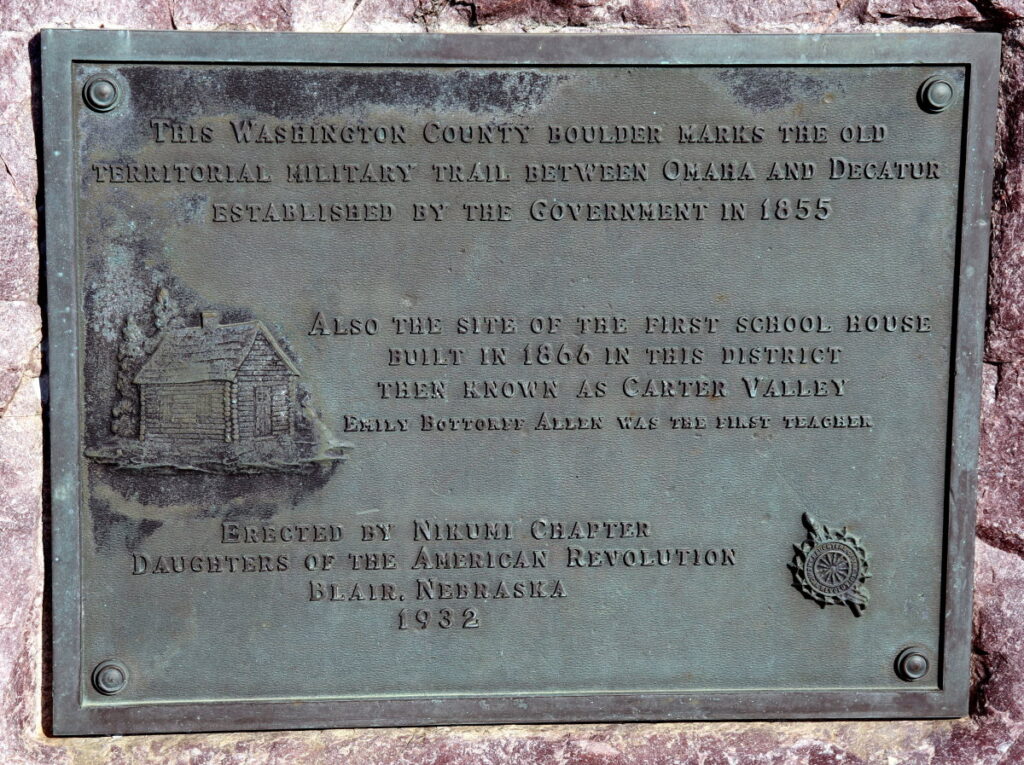 This Washington County boulder marks the old
territorial military trail between Omaha and Decatur
established by the Government in 1855
Also the site of the first school house
built in 1866 in this district
then known as Carter Valley
Emily Bottorff Allen was the first teacher
Erected by Nikumi Chapter
Daughters of the American Revolution
Blair, Nebraska
1932